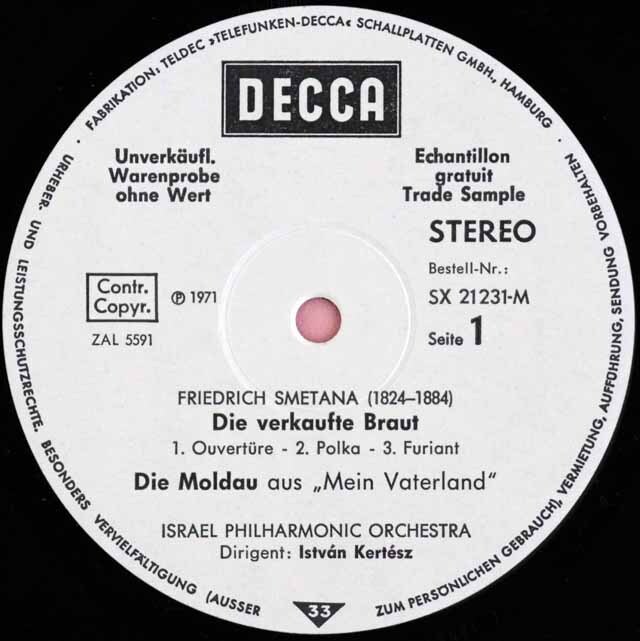 · FABRIKATION: TELDEC »TELEFUNKEN-DECCA« SCHALLPLATTEN GMBH., HAMBURG ·
DECCA
Unverkäufl.
Warenprobe
ohne Wert
Echantillon
gratuit
Trade Sample
STEREO
Bestell-Nr.:
SX 21231-M
Seite 1
Contr.
Copyr.
℗ 1971
ZAL 5591
FRIEDRICH SMETANA (1824–1884)
Die verkaufte Braut
1. Ouvertüre - 2. Polka - 3. Furiant
Die Moldau aus „Mein Vaterland"
ISRAEL PHILHARMONIC ORCHESTRA
Dirigent: István Kertész
33
URHEBER- UND LEISTUNGSSCHUTZRECHTE. BESONDERS VERVIELFÄLTIGUNG (AUSSER ZUM PERSÖNLICHEN GEBRAUCH), VERMIETUNG, AUFFÜHRUNG, SENDUNG VORBEHALTEN ·